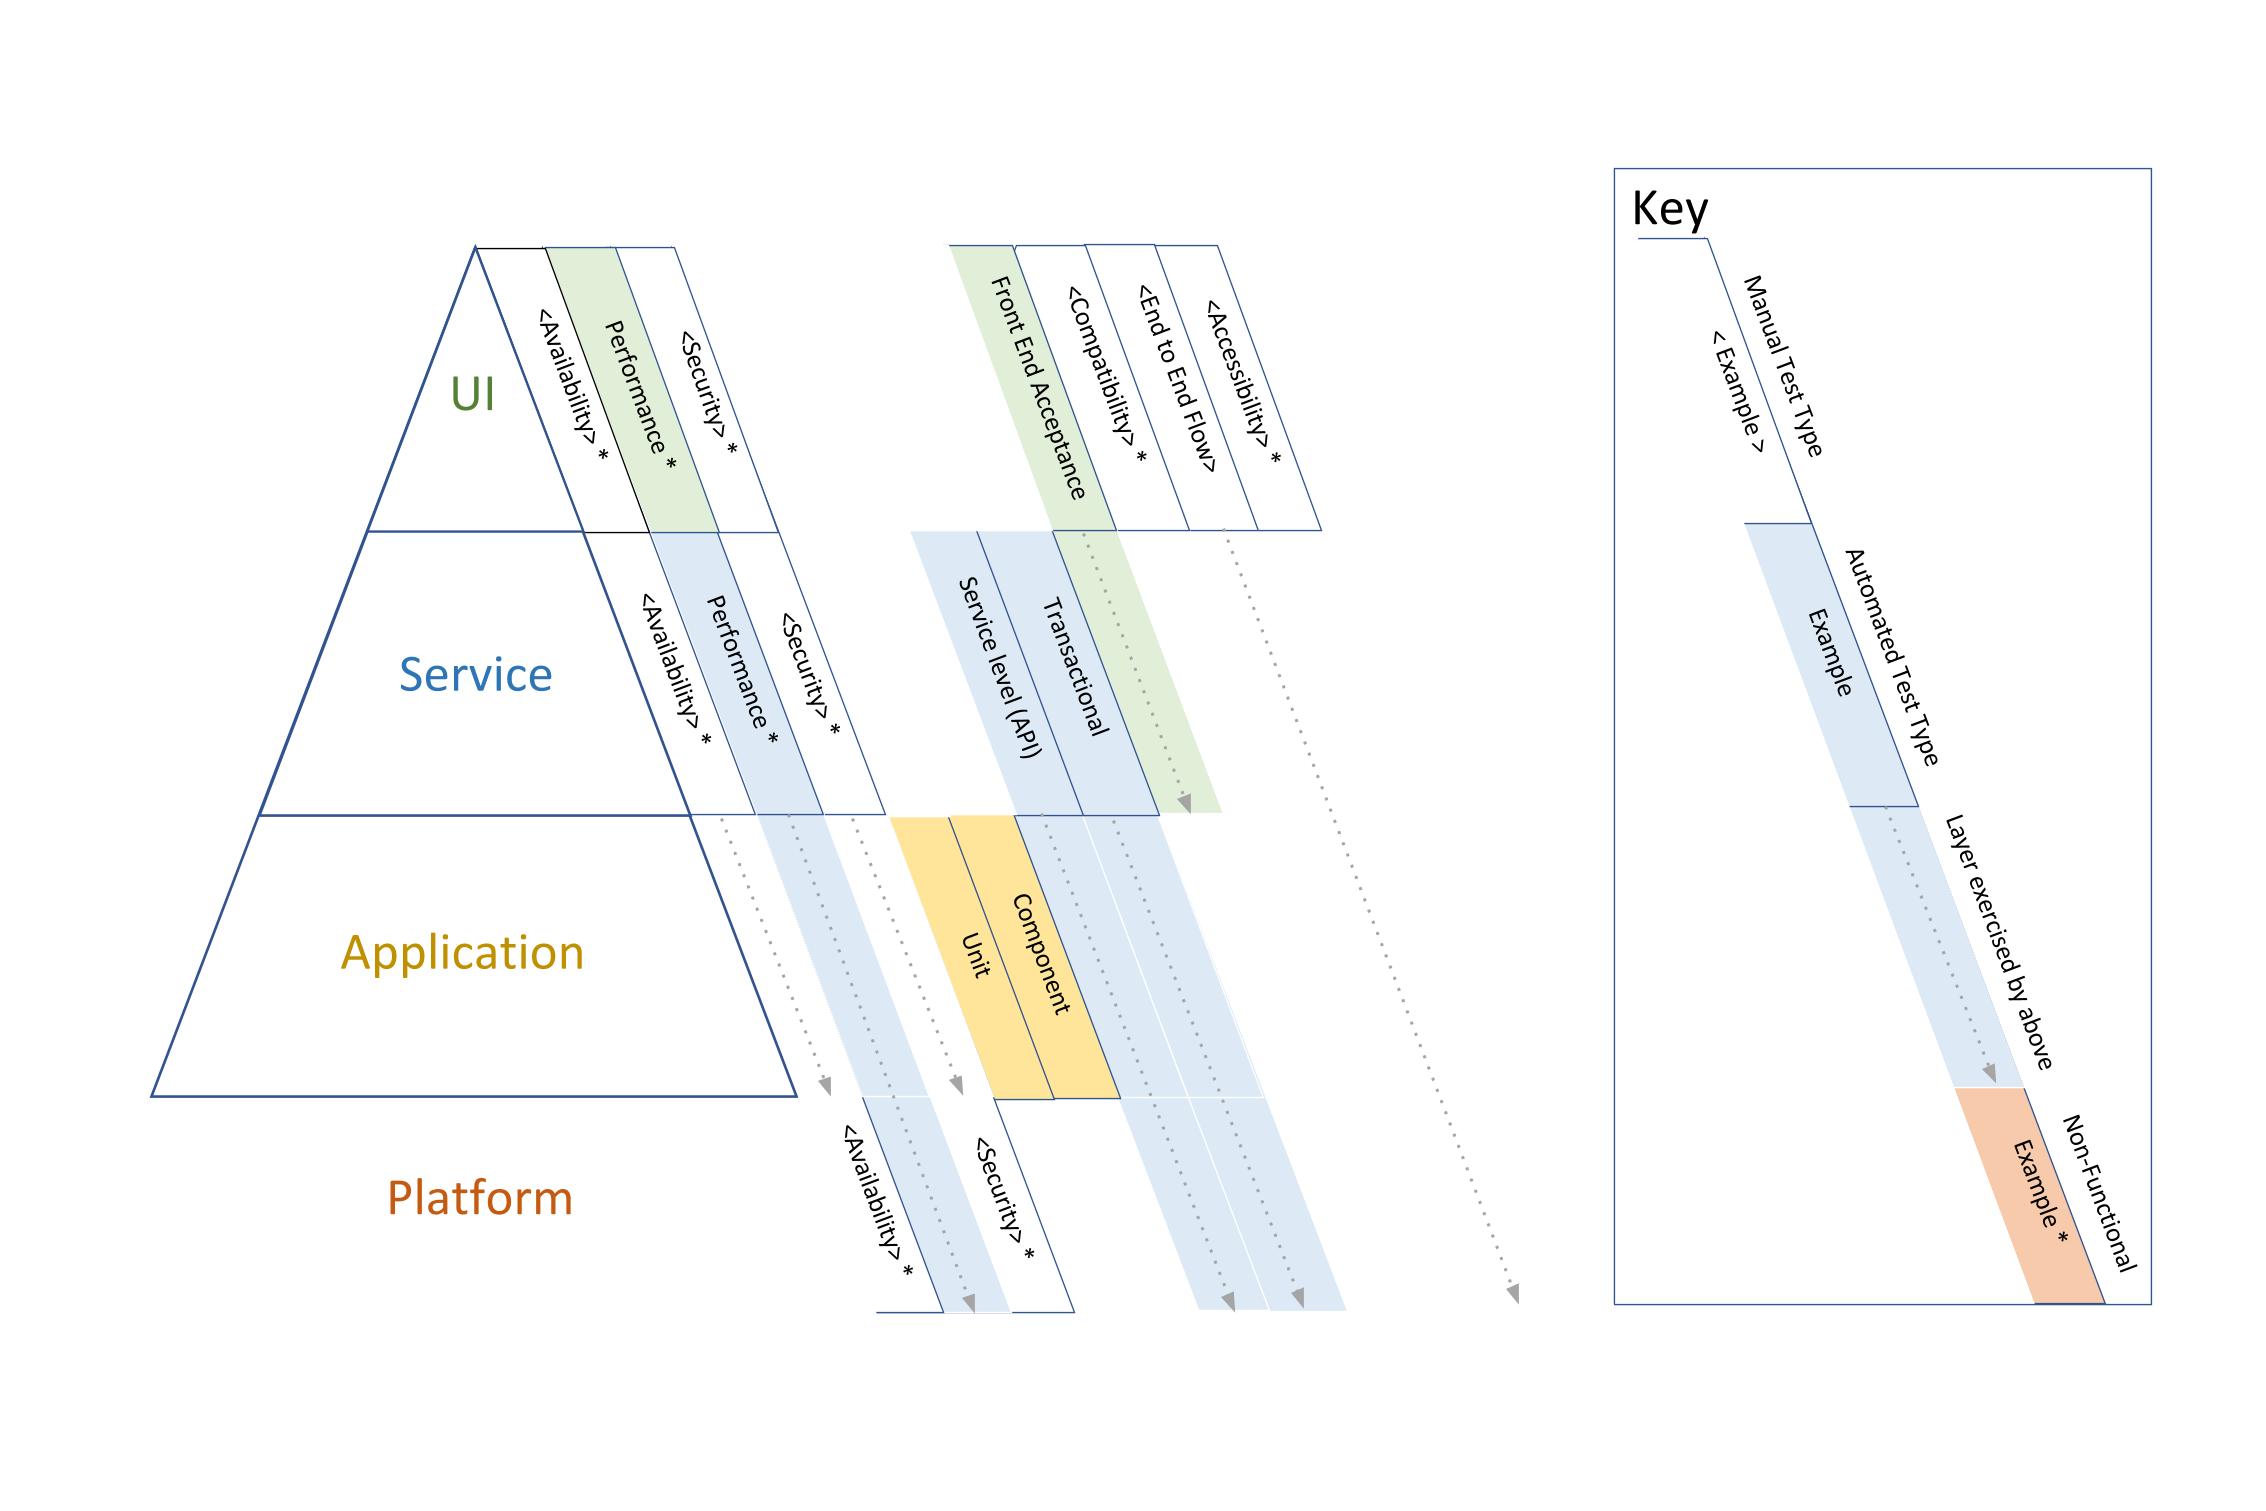 UI
Service
Application
Platform
<Availability> *
Performance *
<Security> *
Front End Acceptance
<Compatibility> *
<End to End Flow>
<Accessibility> *
<Availability> *
Performance *
<Security> *
Service level (API)
Transactional
Unit
Component
<Availability> *
<Security> *
Key
Manual Test Type
< Example >
Automated Test Type
Example
Layer exercised by above
Non-Functional
Example *